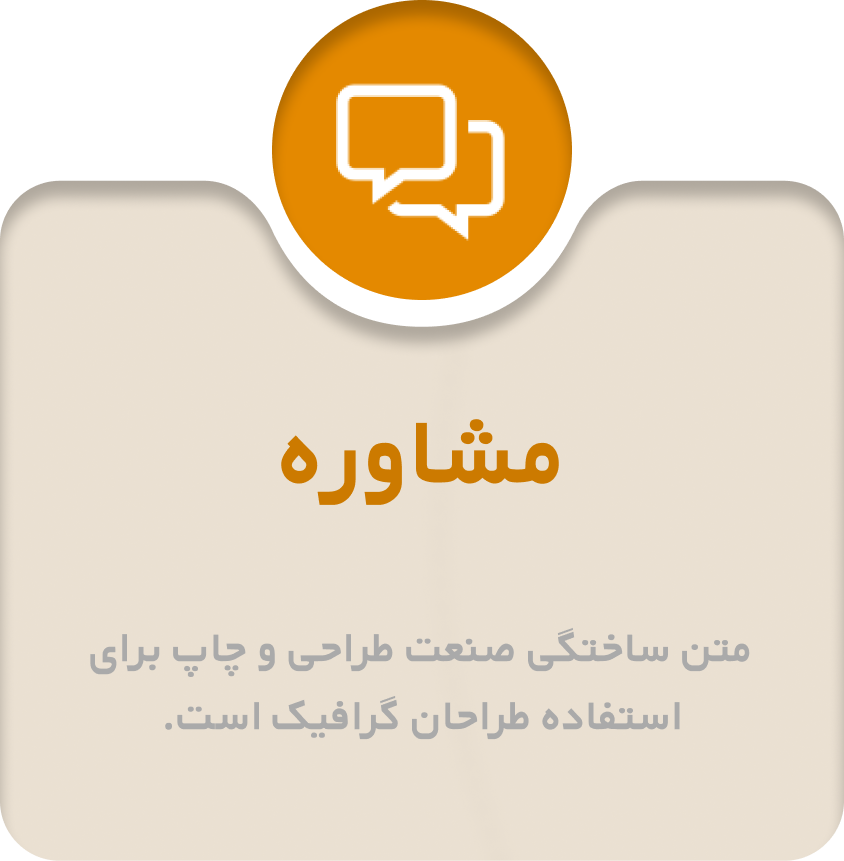 مشاوره
متن ساختگی صنعت طراحی و چاپ برای
استفاده طراحان گرافیک است.